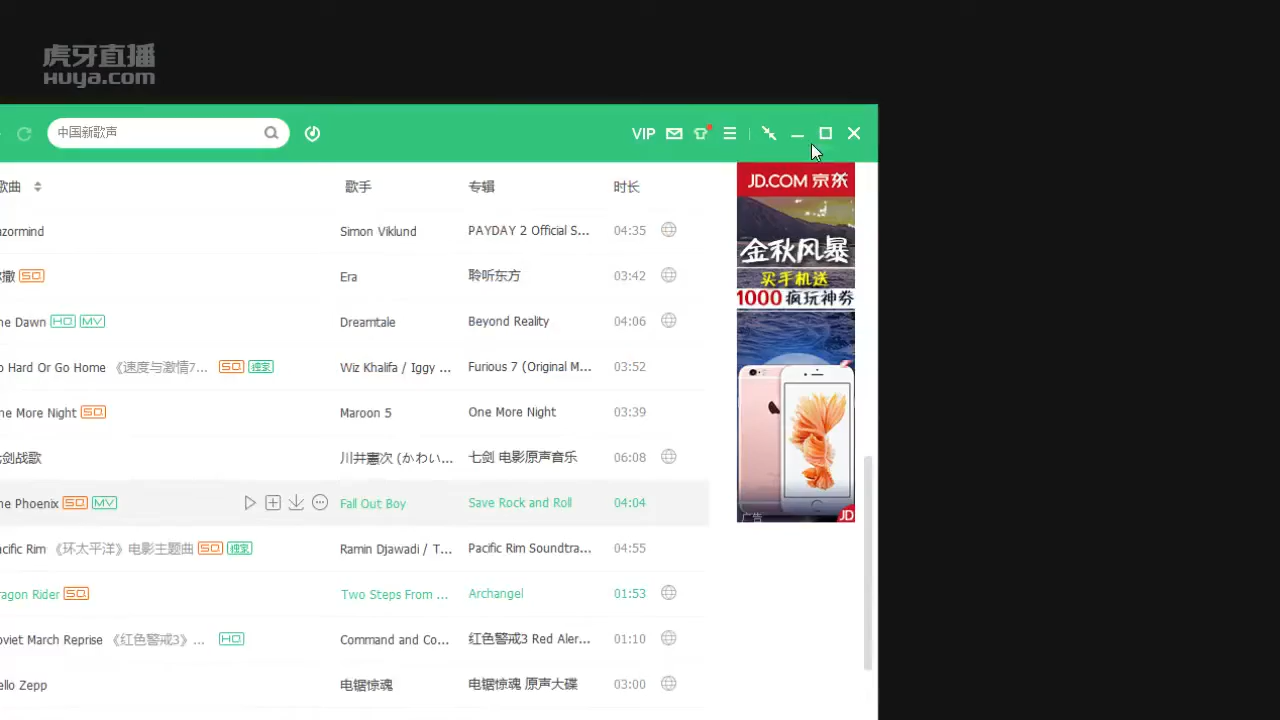 虎牙直播
HUYA.com
中国新歌声
VIP
歌曲 歌手 专辑 时长
azormind Simon Viklund PAYDAY 2 Official S... 04:35
撒 SQ Era 聆听东方 03:42
he Dawn HQ MV Dreamtale Beyond Reality 04:06
o Hard Or Go Home 《速度与激情7... SQ 独家 Wiz Khalifa / Iggy ... Furious 7 (Original M... 03:52
ne More Night SQ Maroon 5 One More Night 03:39
剑战歌 川井憲次 (かわい... 七剑 电影原声音乐 06:08
he Phoenix SQ MV Fall Out Boy Save Rock and Roll 04:04
acific Rim 《环太平洋》电影主题曲 SQ 独家 Ramin Djawadi / T... Pacific Rim Soundtra... 04:55
ragon Rider SQ Two Steps From ... Archangel 01:53
oviet March Reprise 《红色警戒3》... HQ Command and Co... 红色警戒3 Red Aler... 01:10
ello Zepp 电锯惊魂 电锯惊魂 原声大碟 03:00
JD.COM 京东
金秋风暴
买手机送
1000 疯玩神券
广告 JD